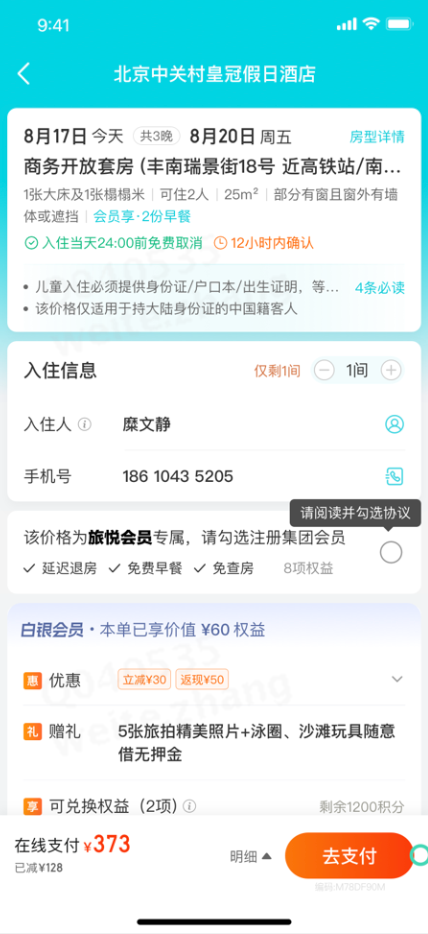 9:41
北京中关村皇冠假日酒店
8月17日 今天 共3晚 8月20日 周五 房型详情
商务开放套房 (丰南瑞景街18号 近高铁站/南...
1张大床及1张榻榻米 | 可住2人 | 25m² | 部分有窗且窗外有墙
体或遮挡 | 会员享·2份早餐
入住当天24:00前免费取消 12小时内确认
• 儿童入住必须提供身份证/户口本/出生证明，等... 4条必读
• 该价格仅适用于持大陆身份证的中国籍客人
入住信息 仅剩1间 1间
入住人 糜文静
手机号 186 1043 5205
请阅读并勾选协议
该价格为旅悦会员专属，请勾选注册集团会员
延迟退房 免费早餐 免查房 8项权益
白银会员·本单已享价值 ¥60 权益
惠 优惠 立减¥30 返现¥50
礼 赠礼 5张旅拍精美照片+泳圈、沙滩玩具随意
借无押金
享 可兑换权益（2项） 剩余1200积分
在线支付 ¥373 明细 去支付
已减¥128
编码:M78DF90M
weite.zhang